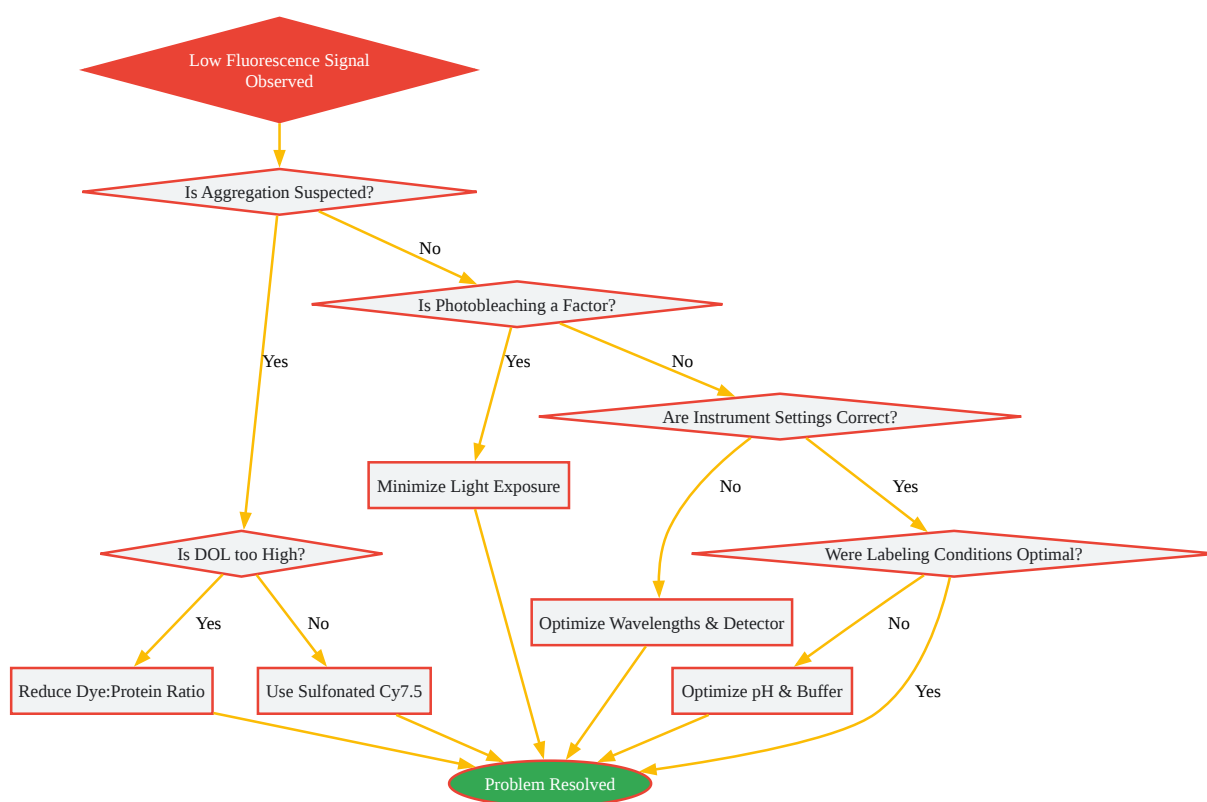 Low Fluorescence Signal
Observed
Is Aggregation Suspected?
No
Is Photobleaching a Factor?
Yes
Yes
No
Are Instrument Settings Correct?
Minimize Light Exposure
No
Yes
Is DOL too High?
Were Labeling Conditions Optimal?
Yes
No
Optimize Wavelengths & Detector
No
Reduce Dye:Protein Ratio
Use Sulfonated Cy7.5
Optimize pH & Buffer
Yes
Problem Resolved